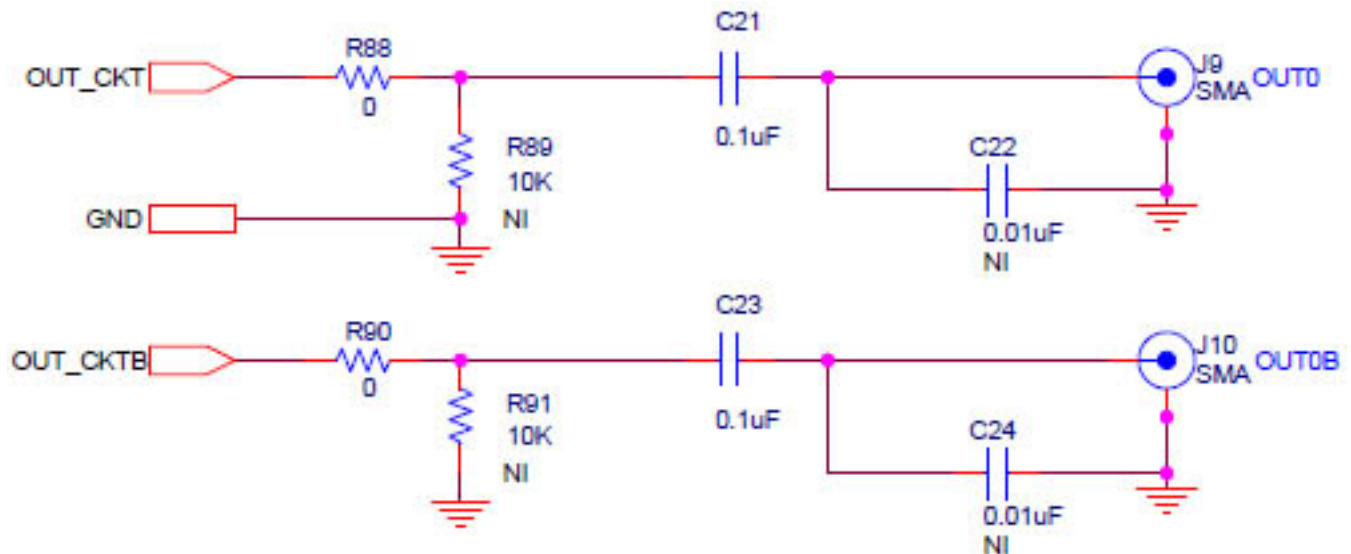 C21
R88
OUT_CKT
0
J9
SMA OUT0
0.1uF
R89
10K
NI
C22
GND
0.01uF
NI
C23
R90
OUT_CKTB
0
J10
SMA OUT0B
R91
10K
NI
0.1uF
C24
0.01uF
NI